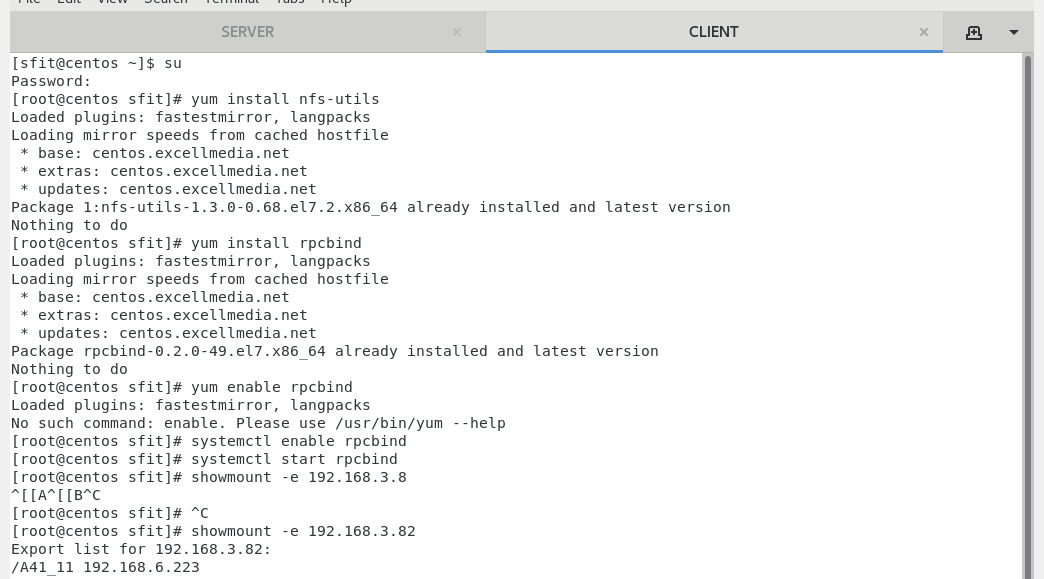 File Edit View Search Terminal Tabs Help
SERVER × CLIENT ×
[sfit@centos ~]$ su
Password:
[root@centos sfit]# yum install nfs-utils
Loaded plugins: fastestmirror, langpacks
Loading mirror speeds from cached hostfile
 * base: centos.excellmedia.net
 * extras: centos.excellmedia.net
 * updates: centos.excellmedia.net
Package 1:nfs-utils-1.3.0-0.68.el7.2.x86_64 already installed and latest version
Nothing to do
[root@centos sfit]# yum install rpcbind
Loaded plugins: fastestmirror, langpacks
Loading mirror speeds from cached hostfile
 * base: centos.excellmedia.net
 * extras: centos.excellmedia.net
 * updates: centos.excellmedia.net
Package rpcbind-0.2.0-49.el7.x86_64 already installed and latest version
Nothing to do
[root@centos sfit]# yum enable rpcbind
Loaded plugins: fastestmirror, langpacks
No such command: enable. Please use /usr/bin/yum --help
[root@centos sfit]# systemctl enable rpcbind
[root@centos sfit]# systemctl start rpcbind
[root@centos sfit]# showmount -e 192.168.3.8
^[[A^[[B^C
[root@centos sfit]# ^C
[root@centos sfit]# showmount -e 192.168.3.82
Export list for 192.168.3.82:
/A41_11 192.168.6.223